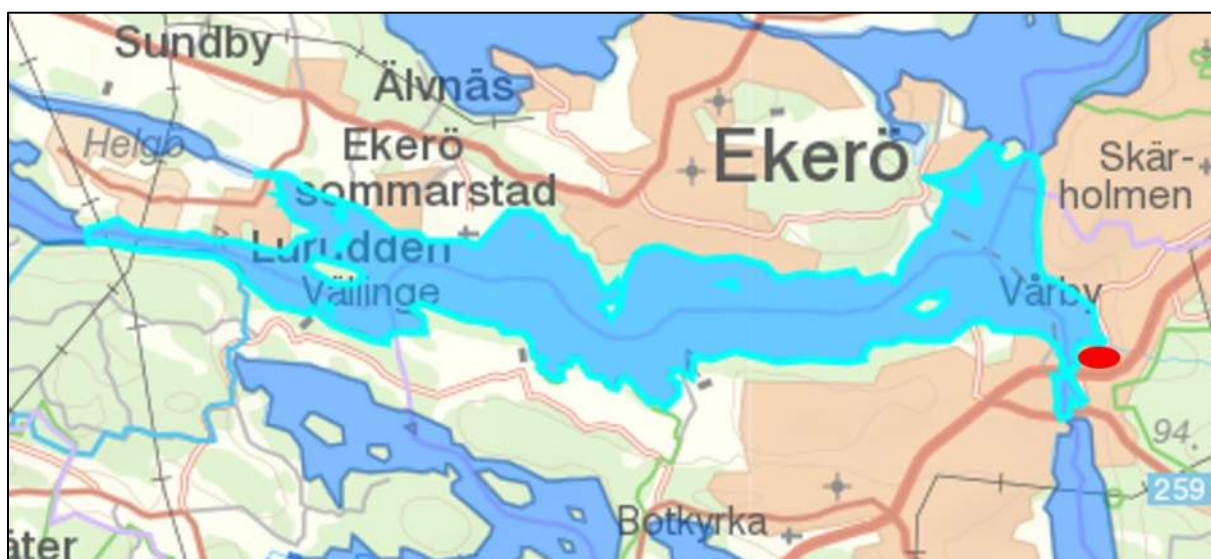 Sundby
Älvnäs
Helgö
Ekerö
sommarstad
Ekerö
Skär-
holmen
Lurudden
Vällinge
Vårby
94.
259
Botkyrka
äter